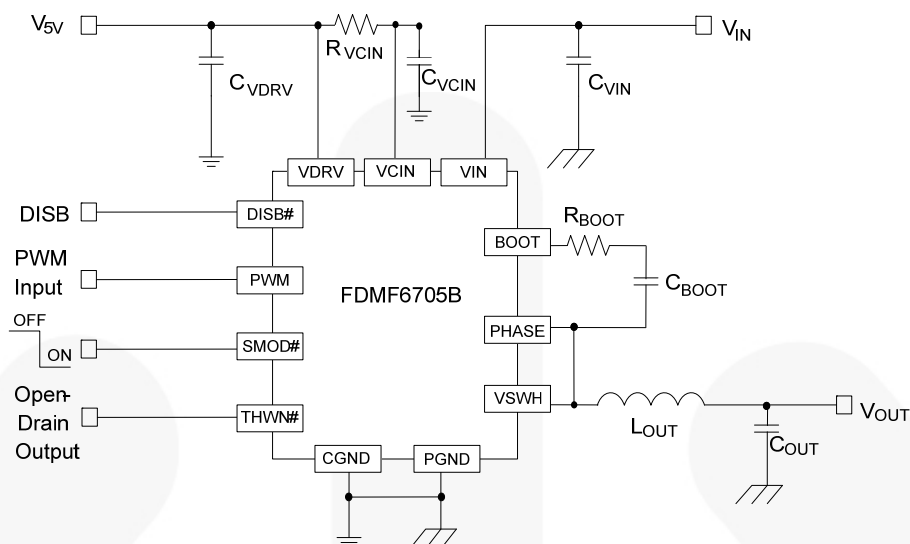 V5V
RVCIN
CVDRV
CVCIN
VIN
CVIN
VDRV
VCIN
VIN
DISB
DISB#
BOOT
RBOOT
CBOOT
PWM
Input
PWM
FDMF6705B
PHASE
OFF
ON
SMOD#
Open-
Drain
Output
THWN#
VSWH
LOUT
VOUT
COUT
CGND
PGND